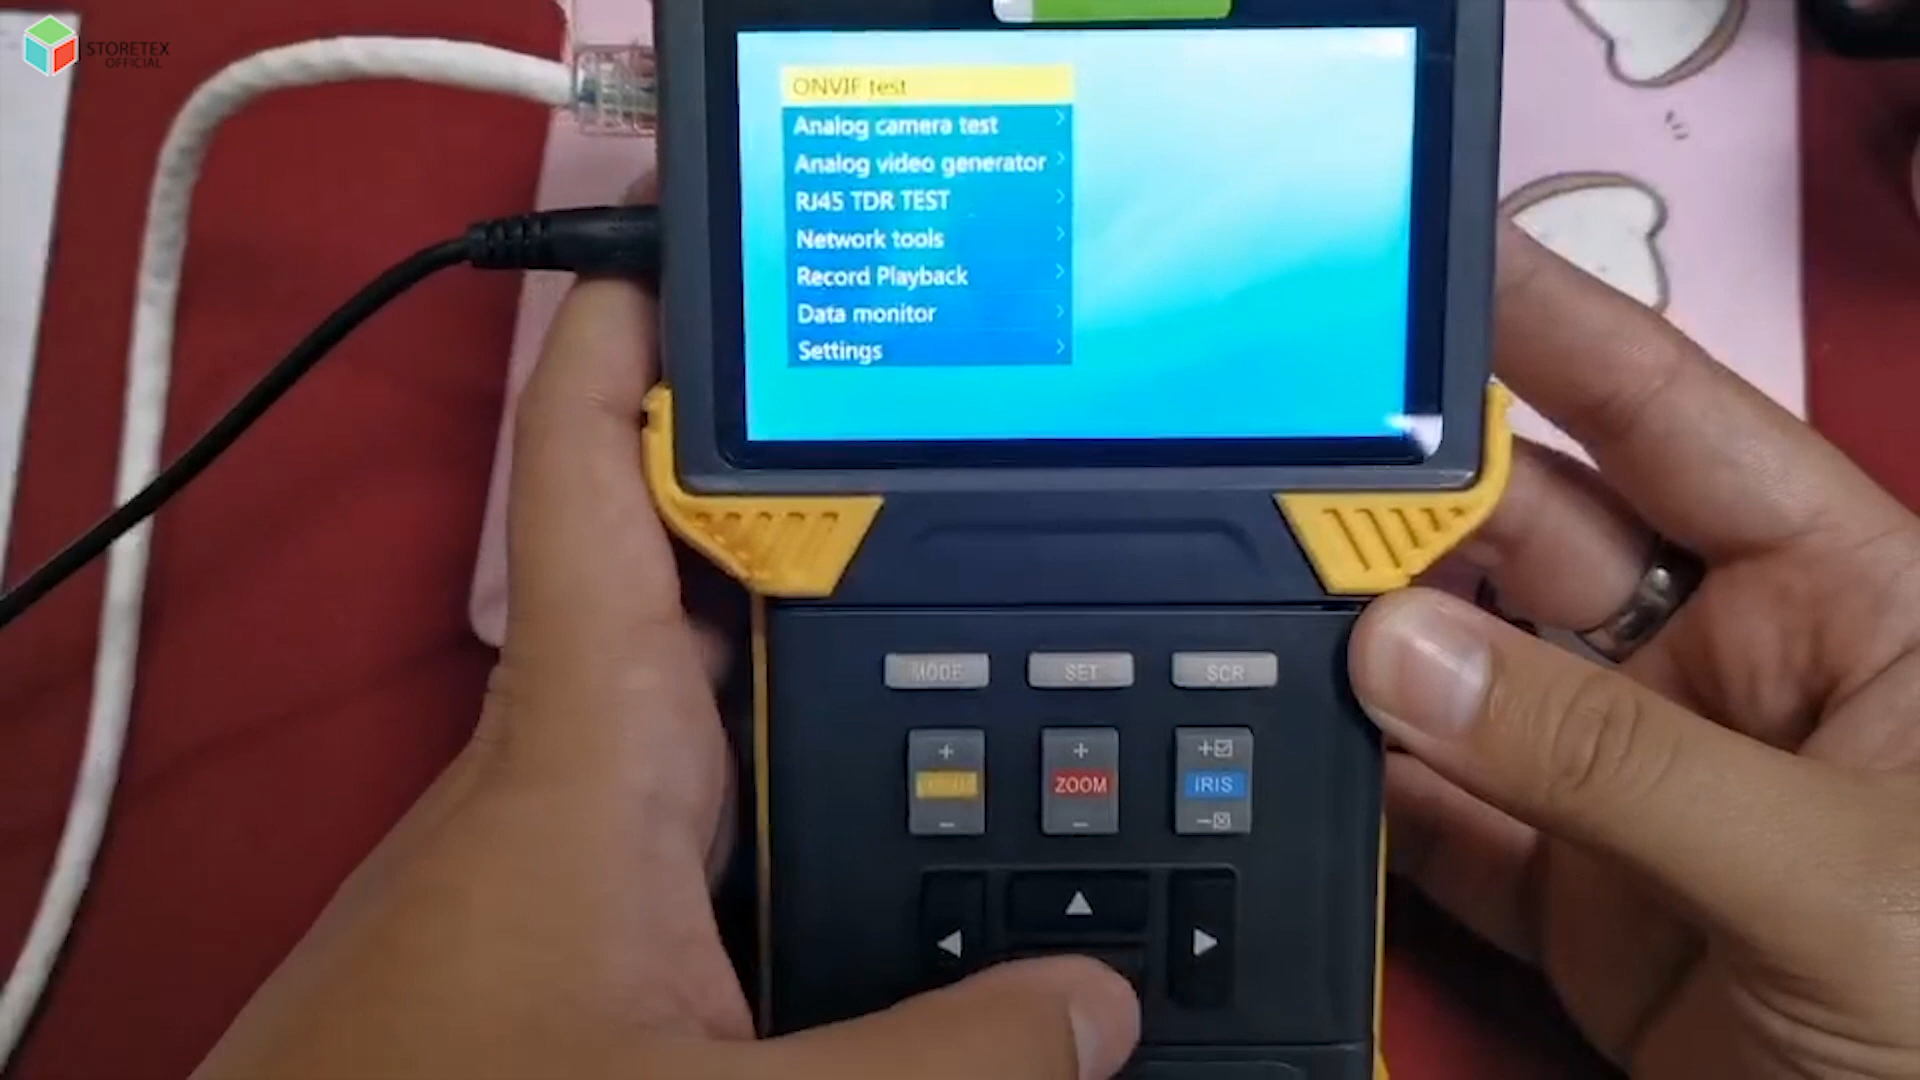 STORETEX
OFFICIAL
ONVIF test
Analog camera test
Analog video generator
RJ45 TDR TEST
Network tools
Record Playback
Data monitor
Settings
MODE SET SCR
+ + +
ZOOM IRIS
− − −